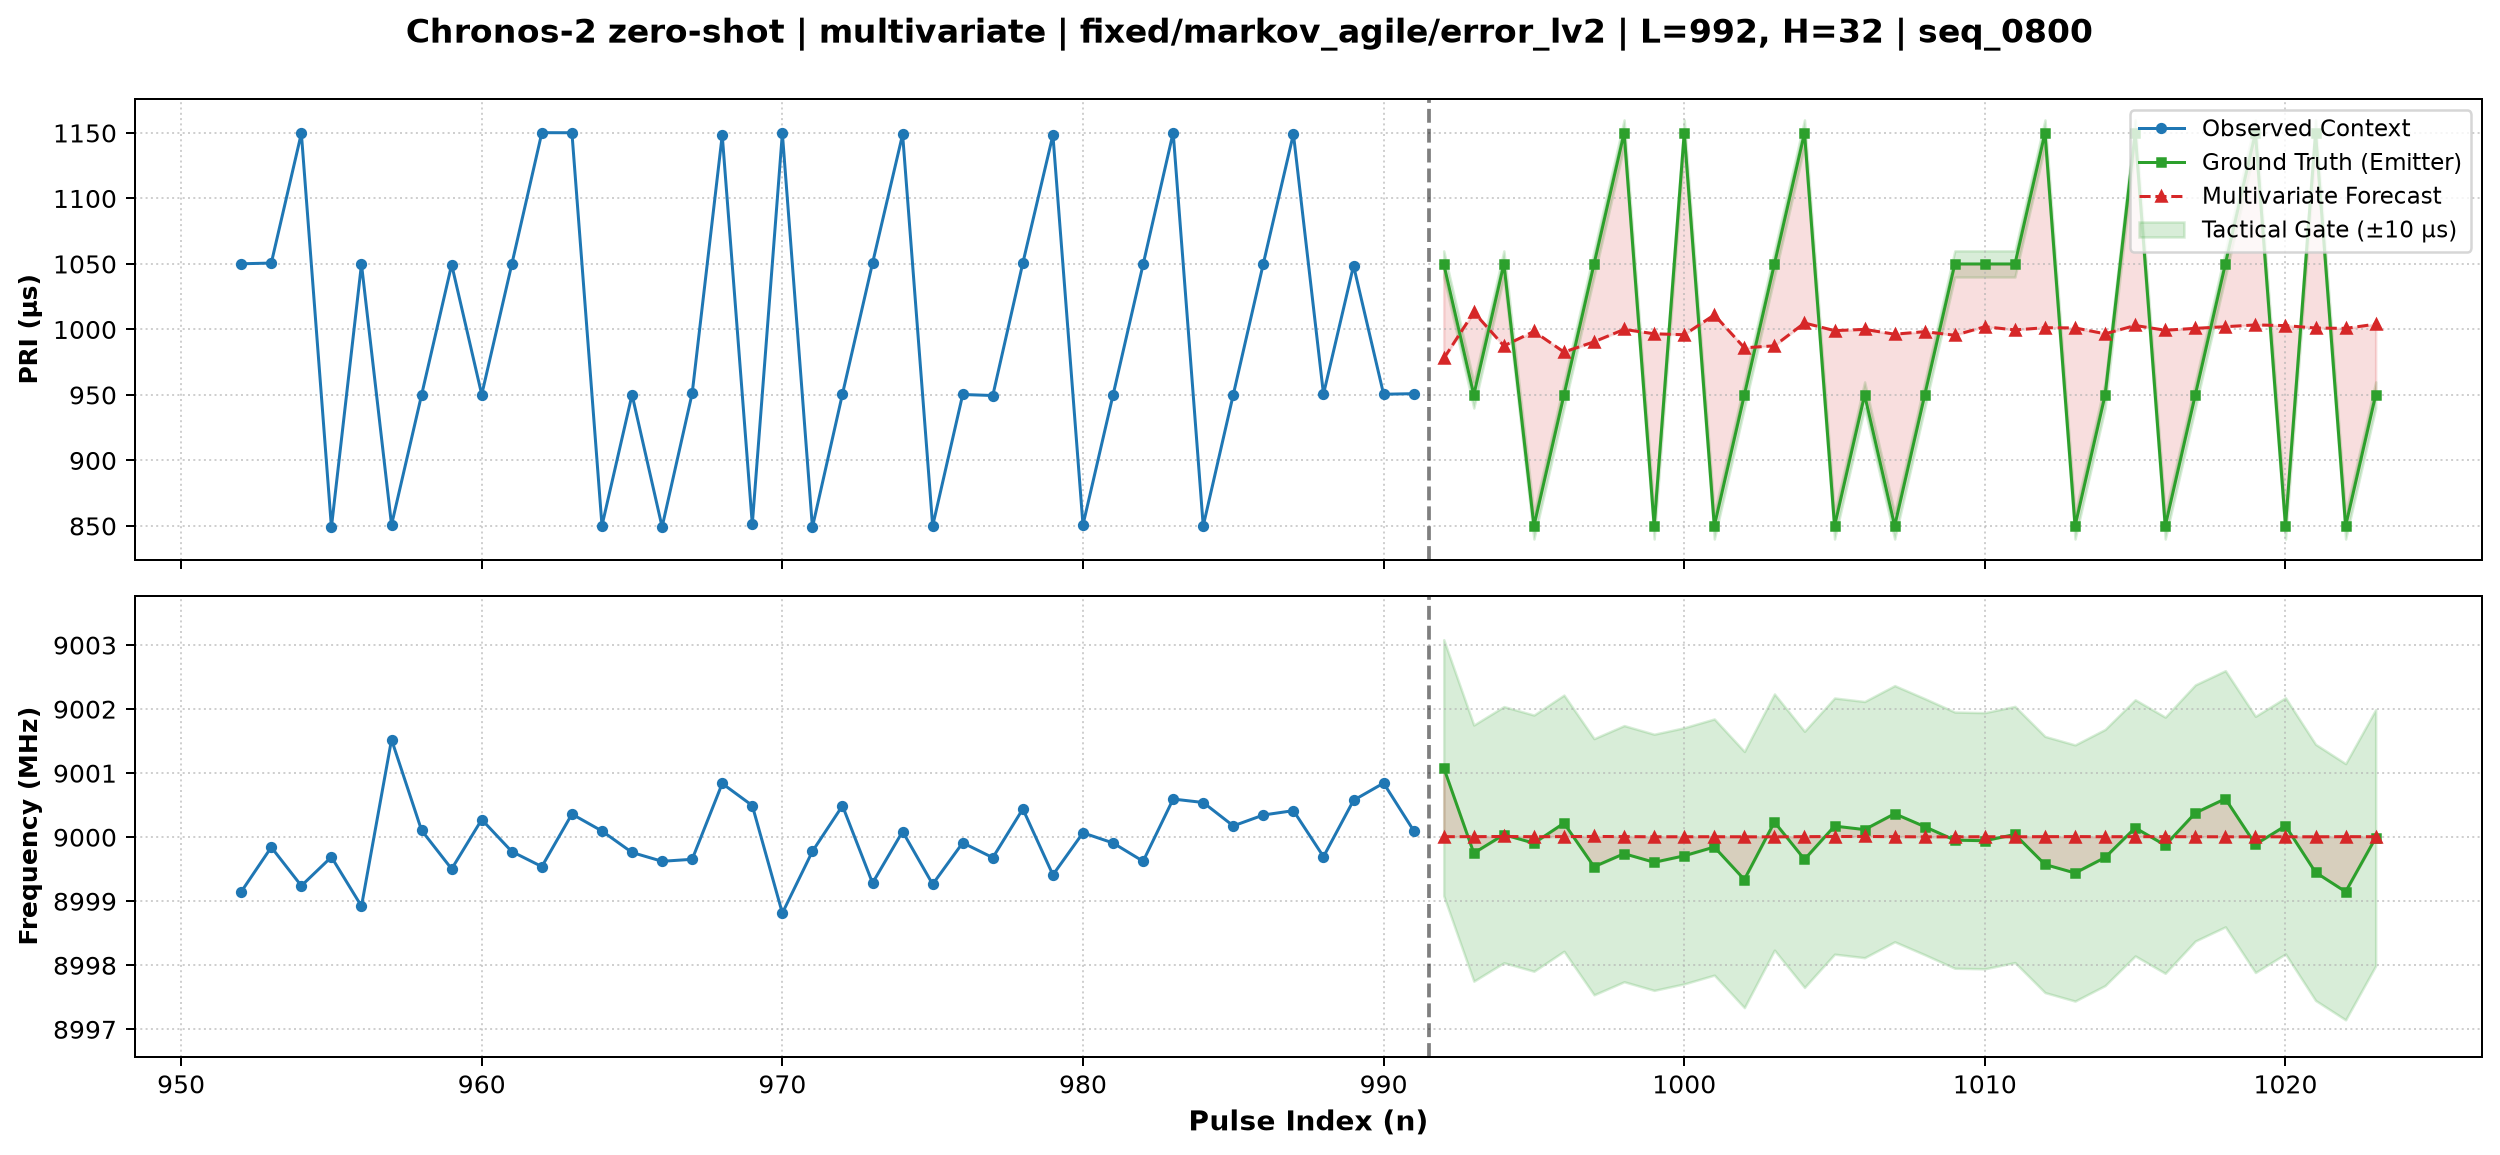 Chronos-2 zero-shot | multivariate | fixed/markov_agile/error_lv2 | L=992, H=32 | seq_0800
PRI (µs)
1150
1100
1050
1000
950
900
850
Observed Context
Ground Truth (Emitter)
Multivariate Forecast
Tactical Gate (±10 µs)
Frequency (MHz)
9003
9002
9001
9000
8999
8998
8997
950 960 970 980 990 1000 1010 1020
Pulse Index (n)